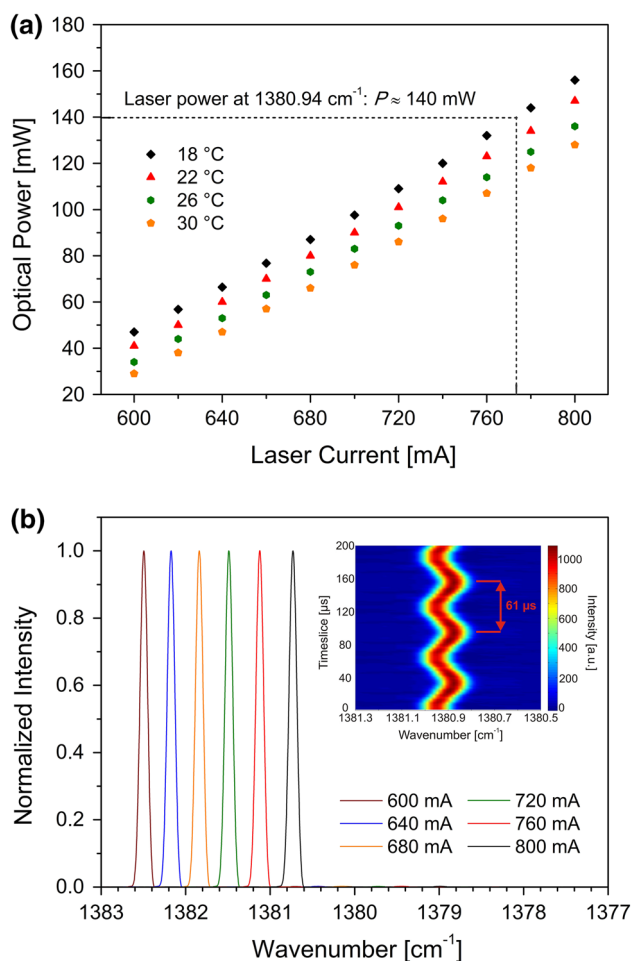 (a)
180
160
140
120
100
80
60
40
20
Optical Power [mW]
Laser power at 1380.94 cm⁻¹: P ≈ 140 mW
18 °C
22 °C
26 °C
30 °C
600 640 680 720 760 800
Laser Current [mA]
(b)
1.0
0.8
0.6
0.4
0.2
0.0
Normalized Intensity
200
160
120
80
40
0
Timeslice [µs]
61 µs
1000
800
600
400
200
0
Intensity [a.u.]
1381.3 1381.1 1380.9 1380.7 1380.5
Wavenumber [cm⁻¹]
600 mA 720 mA
640 mA 760 mA
680 mA 800 mA
1383 1382 1381 1380 1379 1378 1377
Wavenumber [cm⁻¹]